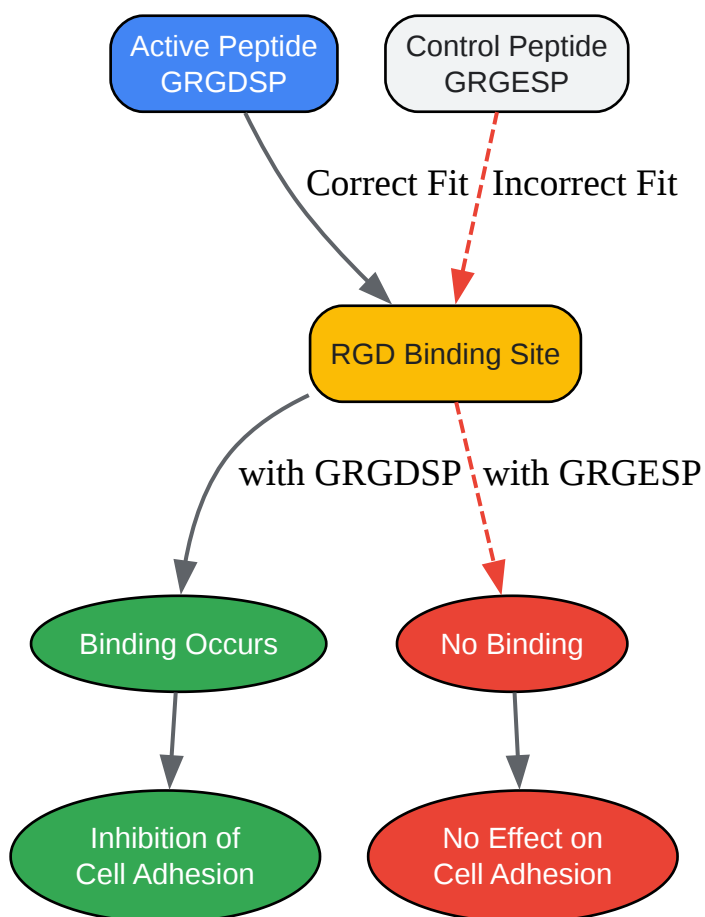 Active Peptide
GRGDSP
Control Peptide
GRGESP
Correct Fit
Incorrect Fit
RGD Binding Site
with GRGDSP
with GRGESP
Binding Occurs
No Binding
Inhibition of
Cell Adhesion
No Effect on
Cell Adhesion